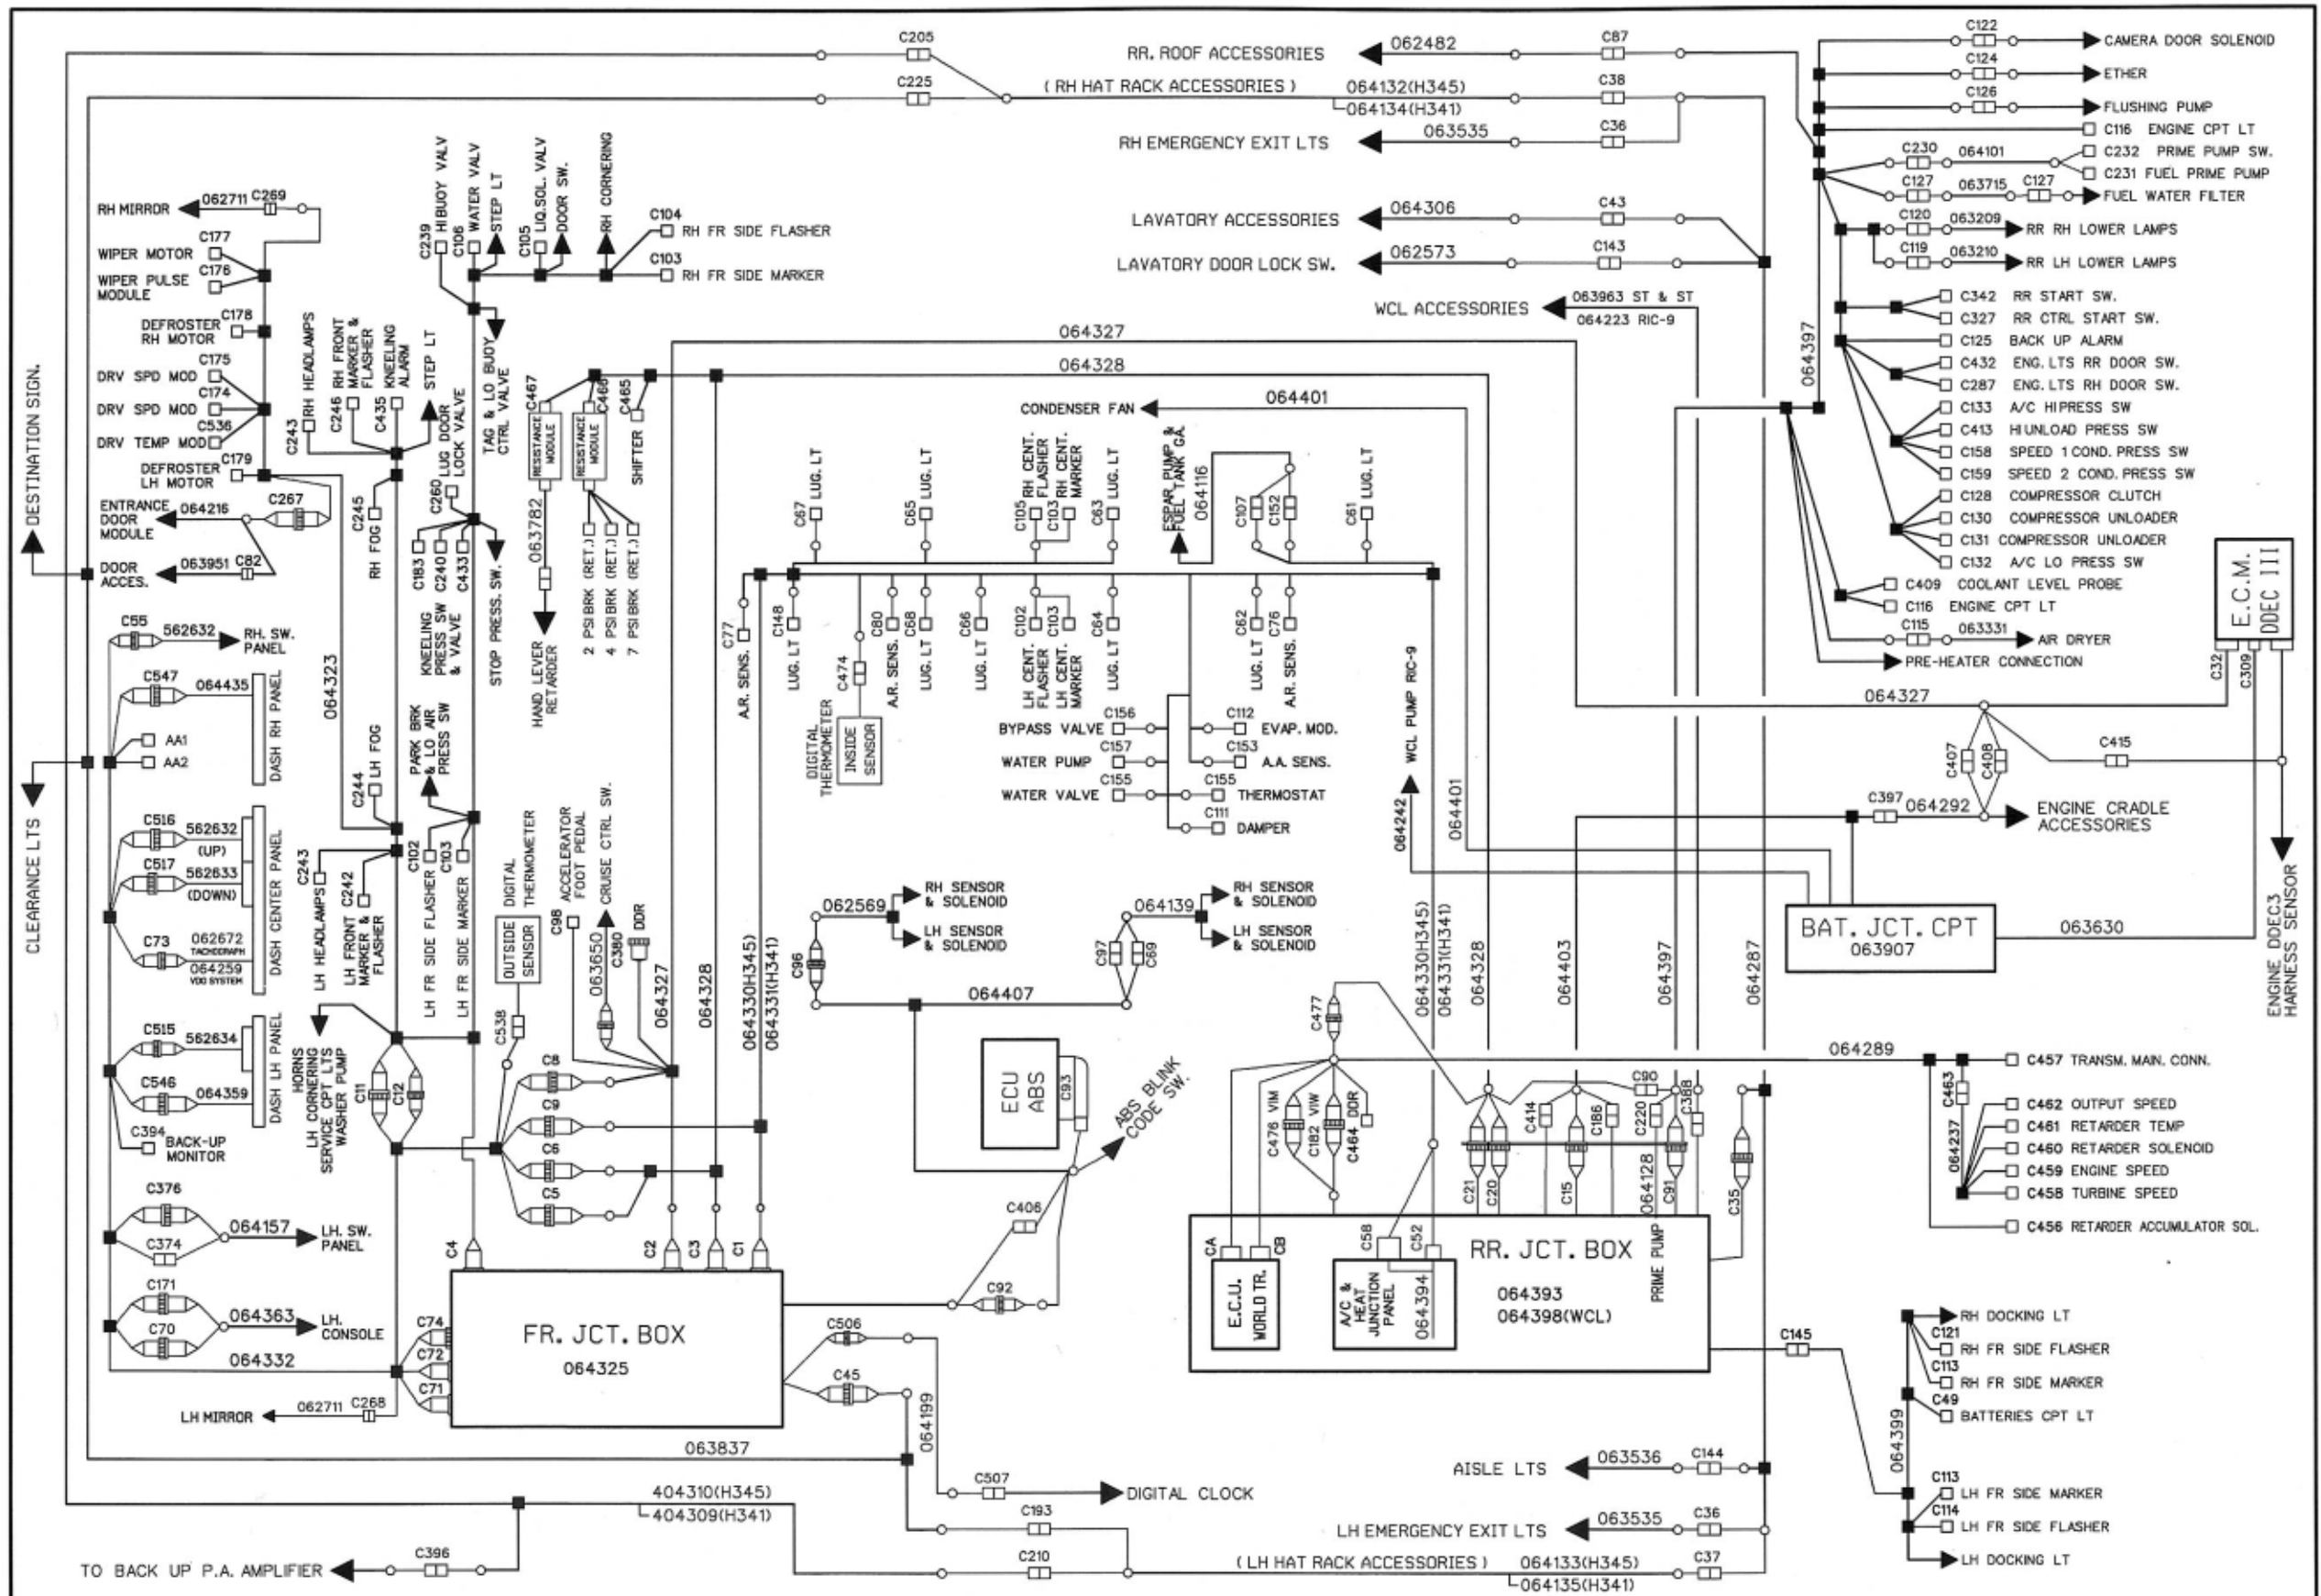 C205
C225
RR. ROOF ACCESSORIES
062482
C87
( RH HAT RACK ACCESSORIES )
064132(H345)
064134(H341)
C38
RH EMERGENCY EXIT LTS
063535
C36
LAVATORY ACCESSORIES
064306
C43
LAVATORY DOOR LOCK SW.
062573
C143
WCL ACCESSORIES
063963 ST & ST
064223 RIC-9
C122
CAMERA DOOR SOLENOID
C124
ETHER
C126
FLUSHING PUMP
C116 ENGINE CPT LT
C230
064101
C232 PRIME PUMP SW.
C231 FUEL PRIME PUMP
C127
063715
C127
FUEL WATER FILTER
C120
063209
RR RH LOWER LAMPS
C119
063210
RR LH LOWER LAMPS
C342 RR START SW.
C327 RR CTRL START SW.
C125 BACK UP ALARM
C432 ENG. LTS RR DOOR SW.
C287 ENG. LTS RH DOOR SW.
C133 A/C HIPRESS SW
C413 HIUNLOAD PRESS SW
C158 SPEED 1 COND. PRESS SW
C159 SPEED 2 COND. PRESS SW
C128 COMPRESSOR CLUTCH
C130 COMPRESSOR UNLOADER
C131 COMPRESSOR UNLOADER
C132 A/C LO PRESS SW
C409 COOLANT LEVEL PROBE
C116 ENGINE CPT LT
C115
063331
AIR DRYER
PRE-HEATER CONNECTION
064397
E.C.M.
DDEC III
C32
C309
064327
C407
C408
C415
C397
064292
ENGINE CRADLE
ACCESSORIES
BAT. JCT. CPT
063907
063630
ENGINE DDEC3
HARNESS SENSOR
RH MIRROR
062711
C269
WIPER MOTOR
C177
WIPER PULSE
MODULE
C176
DEFROSTER
RH MOTOR
C178
DRV SPD MOD
C175
DRV SPD MOD
C174
DRV TEMP MOD
C536
DEFROSTER
LH MOTOR
C179
ENTRANCE
DOOR
MODULE
064216
C267
DOOR
ACCES.
063951
C82
DESTINATION SIGN.
CLEARANCE LTS
C239
HIBUOY VALV
C106
WATER VALV
STEP LT
C105
LIQ.SOL. VALV
DOOR SW.
RH CORNERING
C104
RH FR SIDE FLASHER
C103
RH FR SIDE MARKER
C243
RH HEADLAMPS
C246
RH FRONT
MARKER &
FLASHER
C435
KNEELING
ALARM
STEP LT
C245
RH FOG
C260
LUG DOOR
LOCK VALVE
TAG & LO BUOY
CTRL VALVE
C183
C240
C433
KNEELING
PRESS SW
& VALVE
STOP PRESS. SW.
C467
RESISTANCE
MODULE
C466
RESISTANCE
MODULE
C465
SHIFTER
063782
HAND LEVER
RETARDER
2 PSIBRK (RET.)
4 PSIBRK (RET.)
7 PSIBRK (RET.)
064327
064328
CONDENSER FAN
064401
C67 LUG. LT
C65 LUG. LT
C105
RH CENT.
FLASHER
C103
RH CENT.
MARKER
C63 LUG. LT
ESPAR PUMP &
FUEL TANK GA.
064116
C107
C152
C61 LUG. LT
A.R. SENS. C77
LUG. LT C148
DIGITAL
THERMOMETER
C474
INSIDE
SENSOR
A.R. SENS. C80
LUG. LT C68
LUG. LT C66
LH CENT.
FLASHER
C102
LH CENT.
MARKER
C103
LUG. LT C64
LUG. LT C62
A.R. SENS. C76
BYPASS VALVE
C156
C112
EVAP. MOD.
WATER PUMP
C157
C153
A.A. SENS.
WATER VALVE
C155
C155
THERMOSTAT
C111
DAMPER
WCL PUMP RIC-9
064242
064401
C55
562632
RH. SW.
PANEL
C547
064435
DASH RH PANEL
AA1
AA2
064323
C516
562632
(UP)
C517
562633
(DOWN)
DASH CENTER PANEL
C73
062672
TACHOGRAPH
064259
VDO SYSTEM
C515
562634
DASH LH PANEL
C546
064359
C394
BACK-UP
MONITOR
C376
064157
LH. SW.
PANEL
C374
C171
064363
LH.
CONSOLE
C70
064332
LH MIRROR
062711
C268
C244
LH FOG
PARK BRK
& LO AIR
PRESS SW
LH HEADLAMPS
C243
LH FRONT
MARKER &
FLASHER
C242
LH FR SIDE FLASHER
C102
LH FR SIDE MARKER
C103
HORNS
LH CORNERING
SERVICE CPT LTS
WASHER PUMP
C11
C12
DIGITAL
THERMOMETER
OUTSIDE
SENSOR
C538
ACCELERATOR
FOOT PEDAL
C98
CRUISE CTRL SW.
063650
C380
DDR
064327
064328
064330(H345)
064331(H341)
C8
C9
C6
C5
C4
C2
C3
C1
C74
C72
C71
FR. JCT. BOX
064325
062569
C96
RH SENSOR
& SOLENOID
LH SENSOR
& SOLENOID
064139
C97
C69
RH SENSOR
& SOLENOID
LH SENSOR
& SOLENOID
064407
ECU
ABS
C93
ABS BLINK
CODE SW.
C406
C92
C506
C45
064199
C507
DIGITAL CLOCK
C193
C210
( LH HAT RACK ACCESSORIES )
064133(H345)
064135(H341)
C37
LH EMERGENCY EXIT LTS
063535
C36
AISLE LTS
063536
C144
063837
404310(H345)
404309(H341)
TO BACK UP P.A. AMPLIFIER
C396
064330(H345)
064331(H341)
064328
064403
064397
064287
C477
C476 VIM
C182 VIW
C464 DDR
C21
C20
C414
C15
C186
C90
C220
C91
C388
C35
064128
PRIME PUMP
CA
CB
E.C.U.
WORLD TR.
C58
C52
A/C &
HEAT
JUNCTION
PANEL
064394
RR. JCT. BOX
064393
064398(WCL)
064289
C457 TRANSM. MAIN. CONN.
C463
064237
C462 OUTPUT SPEED
C461 RETARDER TEMP
C460 RETARDER SOLENOID
C459 ENGINE SPEED
C458 TURBINE SPEED
C456 RETARDER ACCUMULATOR SOL.
C145
RH DOCKING LT
C121
RH FR SIDE FLASHER
C113
RH FR SIDE MARKER
C49
BATTERIES CPT LT
064399
C113
LH FR SIDE MARKER
C114
LH FR SIDE FLASHER
LH DOCKING LT